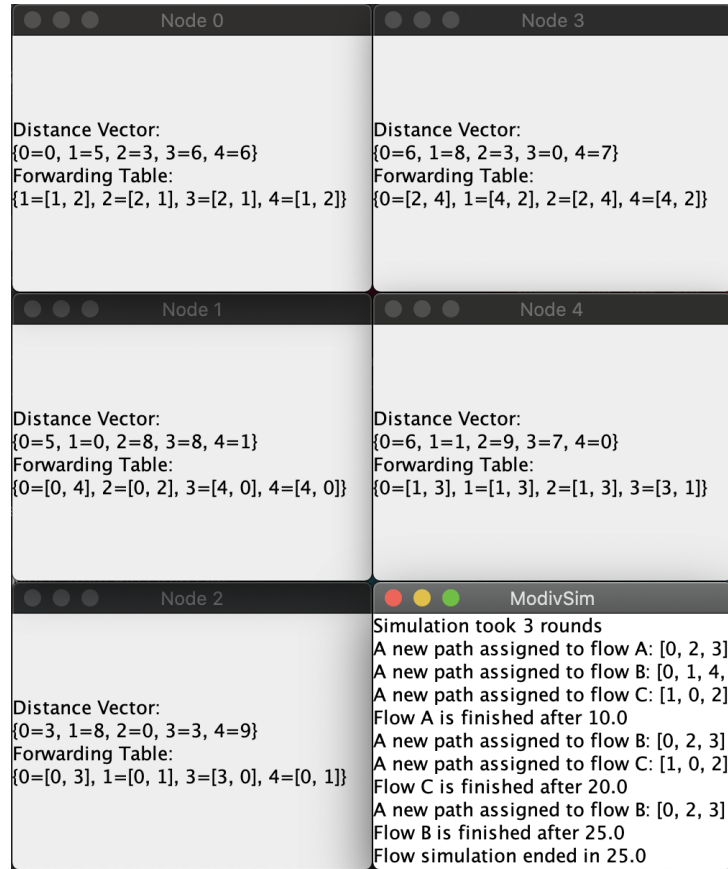 Node 0
Distance Vector:
{0=0, 1=5, 2=3, 3=6, 4=6}
Forwarding Table:
{1=[1, 2], 2=[2, 1], 3=[2, 1], 4=[1, 2]}
Node 3
Distance Vector:
{0=6, 1=8, 2=3, 3=0, 4=7}
Forwarding Table:
{0=[2, 4], 1=[4, 2], 2=[2, 4], 4=[4, 2]}
Node 1
Distance Vector:
{0=5, 1=0, 2=8, 3=8, 4=1}
Forwarding Table:
{0=[0, 4], 2=[0, 2], 3=[4, 0], 4=[4, 0]}
Node 4
Distance Vector:
{0=6, 1=1, 2=9, 3=7, 4=0}
Forwarding Table:
{0=[1, 3], 1=[1, 3], 2=[1, 3], 3=[3, 1]}
Node 2
Distance Vector:
{0=3, 1=8, 2=0, 3=3, 4=9}
Forwarding Table:
{0=[0, 3], 1=[0, 1], 3=[3, 0], 4=[0, 1]}
ModivSim
Simulation took 3 rounds
A new path assigned to flow A: [0, 2, 3]
A new path assigned to flow B: [0, 1, 4,
A new path assigned to flow C: [1, 0, 2]
Flow A is finished after 10.0
A new path assigned to flow B: [0, 2, 3]
A new path assigned to flow C: [1, 0, 2]
Flow C is finished after 20.0
A new path assigned to flow B: [0, 2, 3]
Flow B is finished after 25.0
Flow simulation ended in 25.0